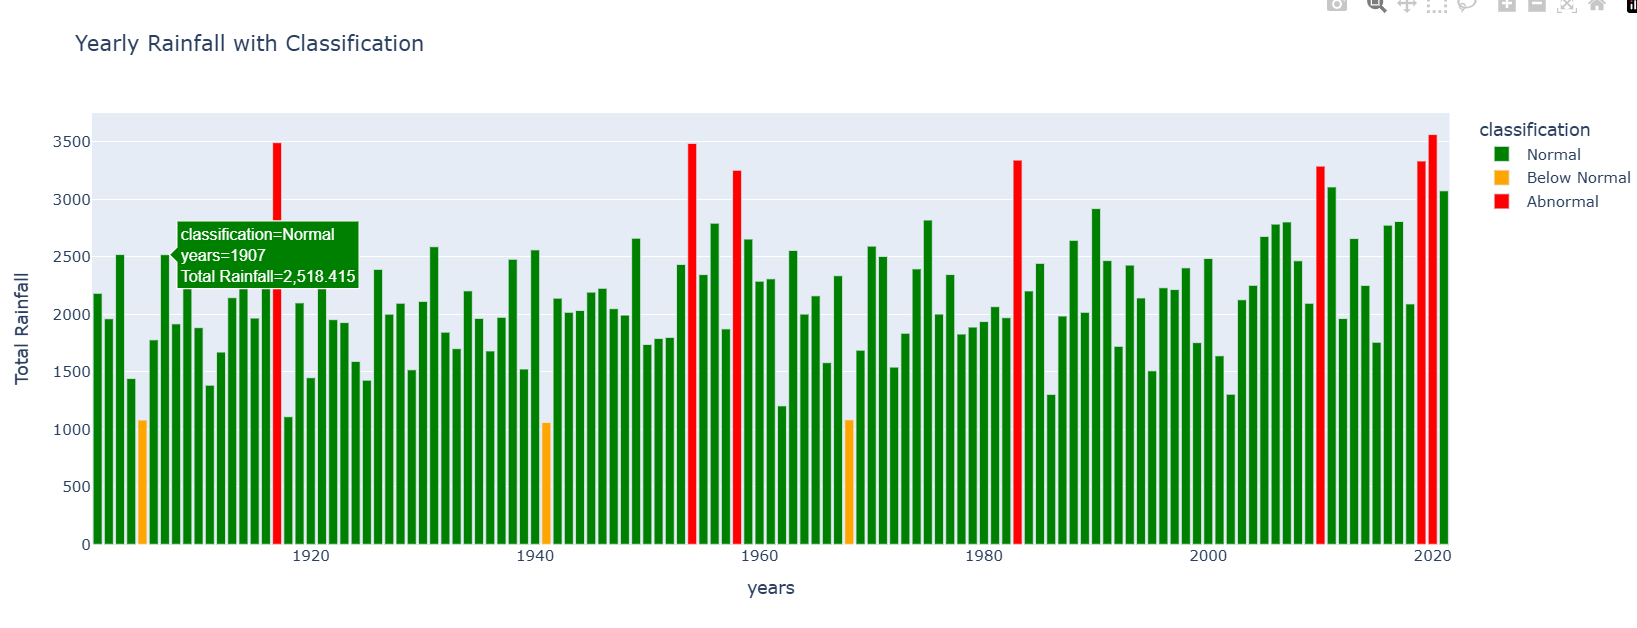 Yearly Rainfall with Classification
classification
Normal
Below Normal
Abnormal
3500
3000
2500
2000
1500
1000
500
0
Total Rainfall
classification=Normal
years=1907
Total Rainfall=2,518.415
1920
1940
1960
1980
2000
2020
years